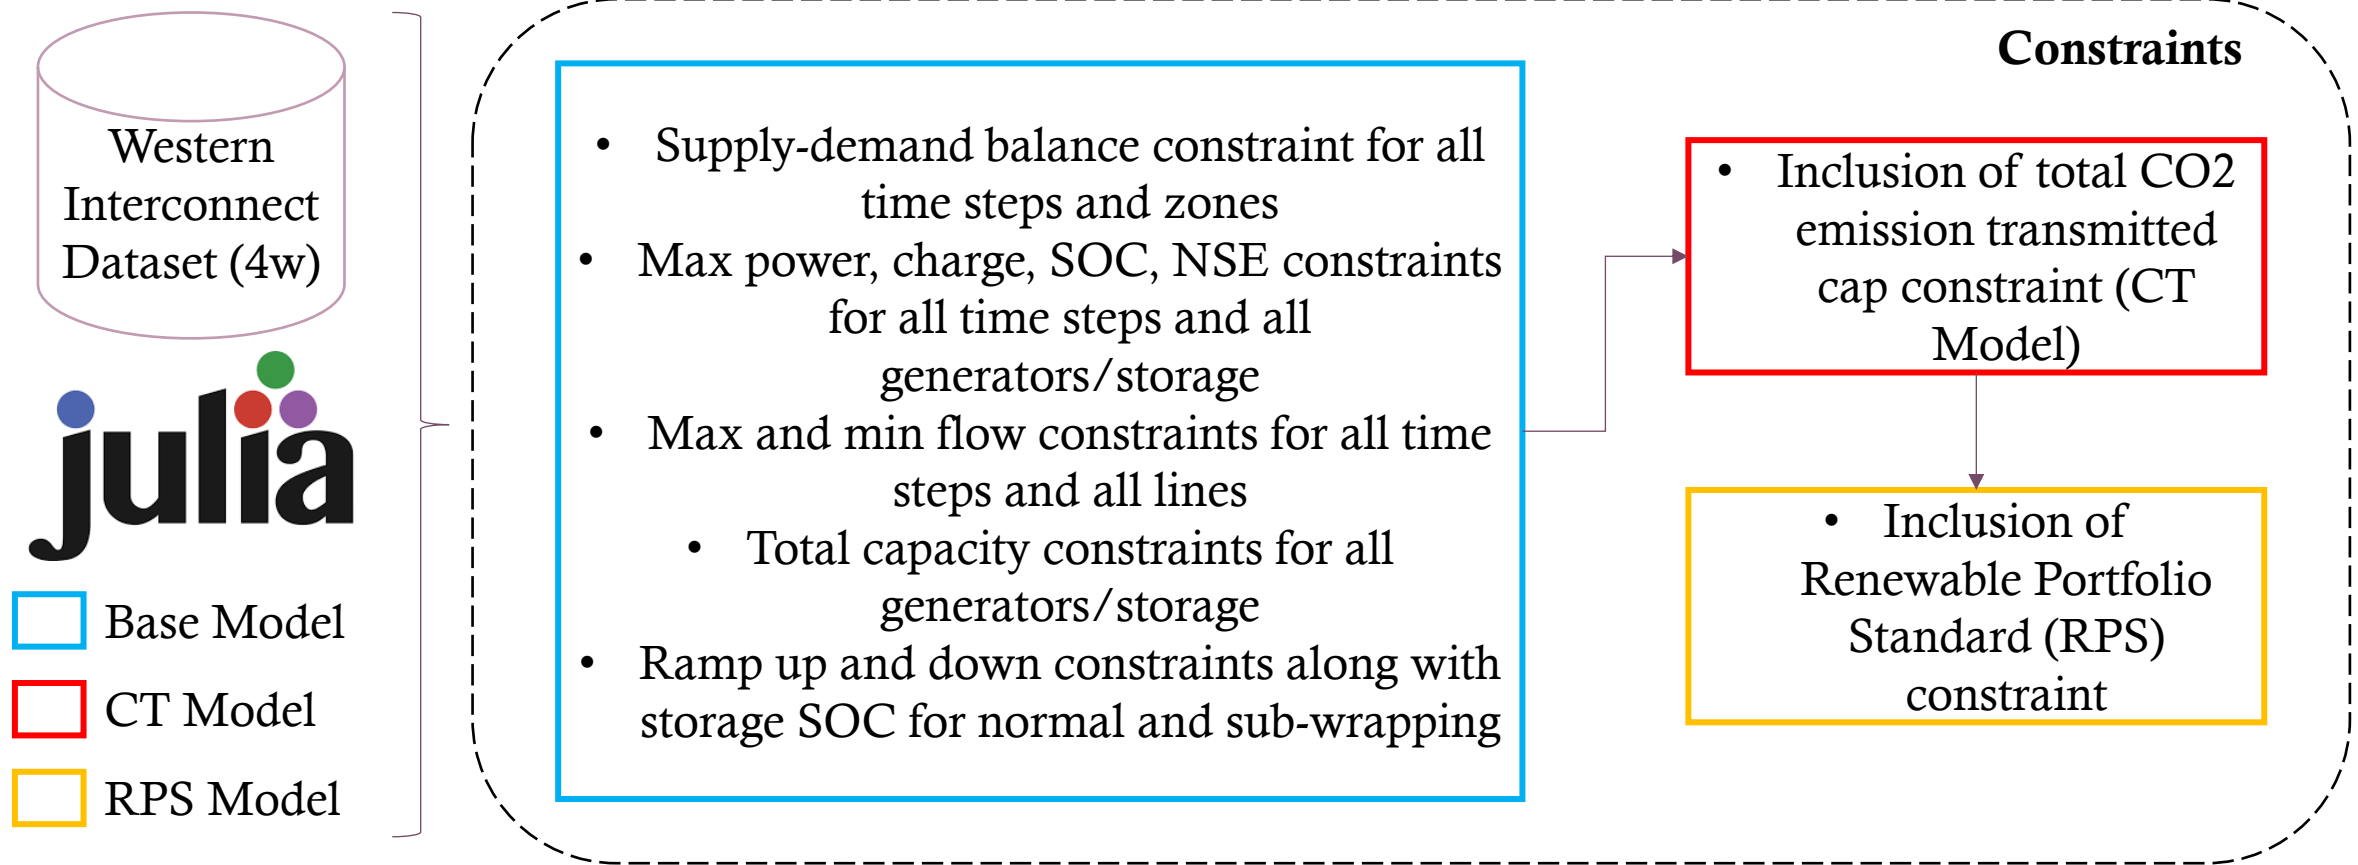 Western
Interconnect
Dataset (4w)
julia
Base Model
CT Model
RPS Model
Constraints
• Supply-demand balance constraint for all
time steps and zones
• Max power, charge, SOC, NSE constraints
for all time steps and all
generators/storage
• Max and min flow constraints for all time
steps and all lines
• Total capacity constraints for all
generators/storage
• Ramp up and down constraints along with
storage SOC for normal and sub-wrapping
• Inclusion of total CO2
emission transmitted
cap constraint (CT
Model)
• Inclusion of
Renewable Portfolio
Standard (RPS)
constraint